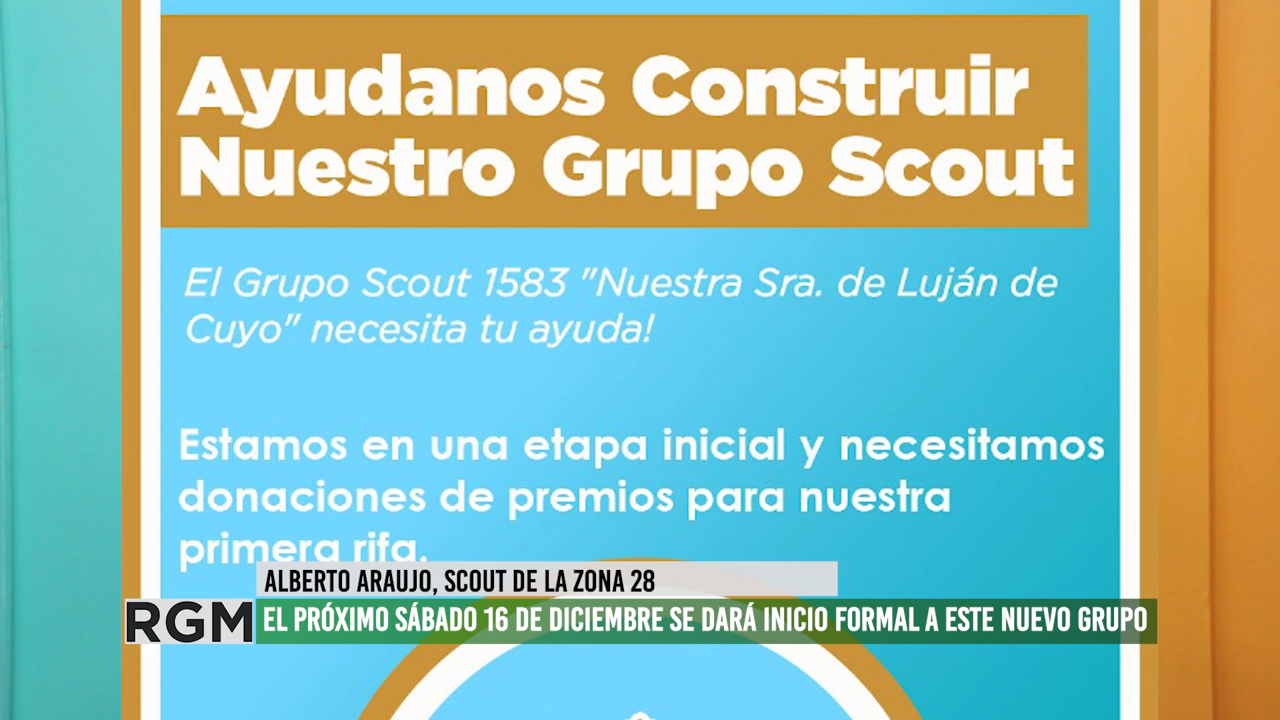 Ayudanos Construir
Nuestro Grupo Scout
El Grupo Scout 1583 "Nuestra Sra. de Luján de
Cuyo" necesita tu ayuda!
Estamos en una etapa inicial y necesitamos
donaciones de premios para nuestra
primera rifa.
ALBERTO ARAUJO, SCOUT DE LA ZONA 28
RGM
EL PRÓXIMO SÁBADO 16 DE DICIEMBRE SE DARÁ INICIO FORMAL A ESTE NUEVO GRUPO